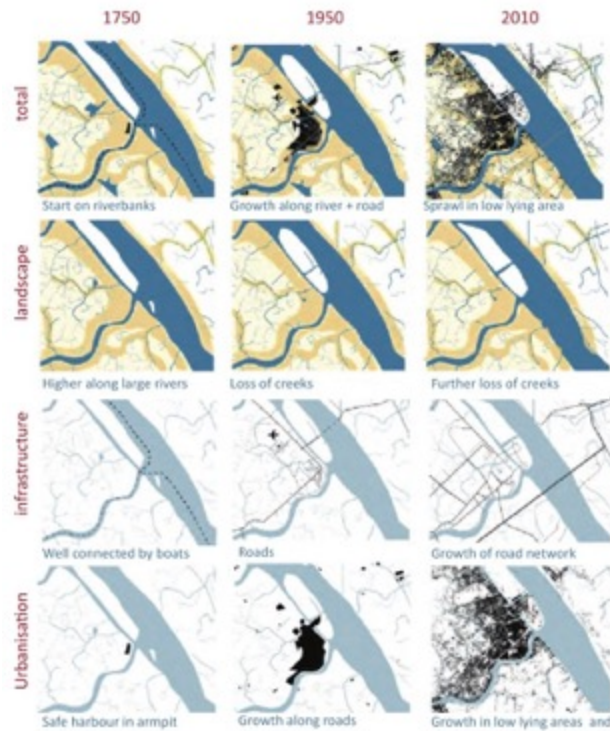 1750 1950 2010
total
Start on riverbanks Growth along river + road Sprawl in low lying area
landscape
Higher along large rivers Loss of creeks Further loss of creeks
infrastructure
Well connected by boats Roads Growth of road network
Urbanisation
Safe harbour in armpit Growth along roads Growth in low lying areas and